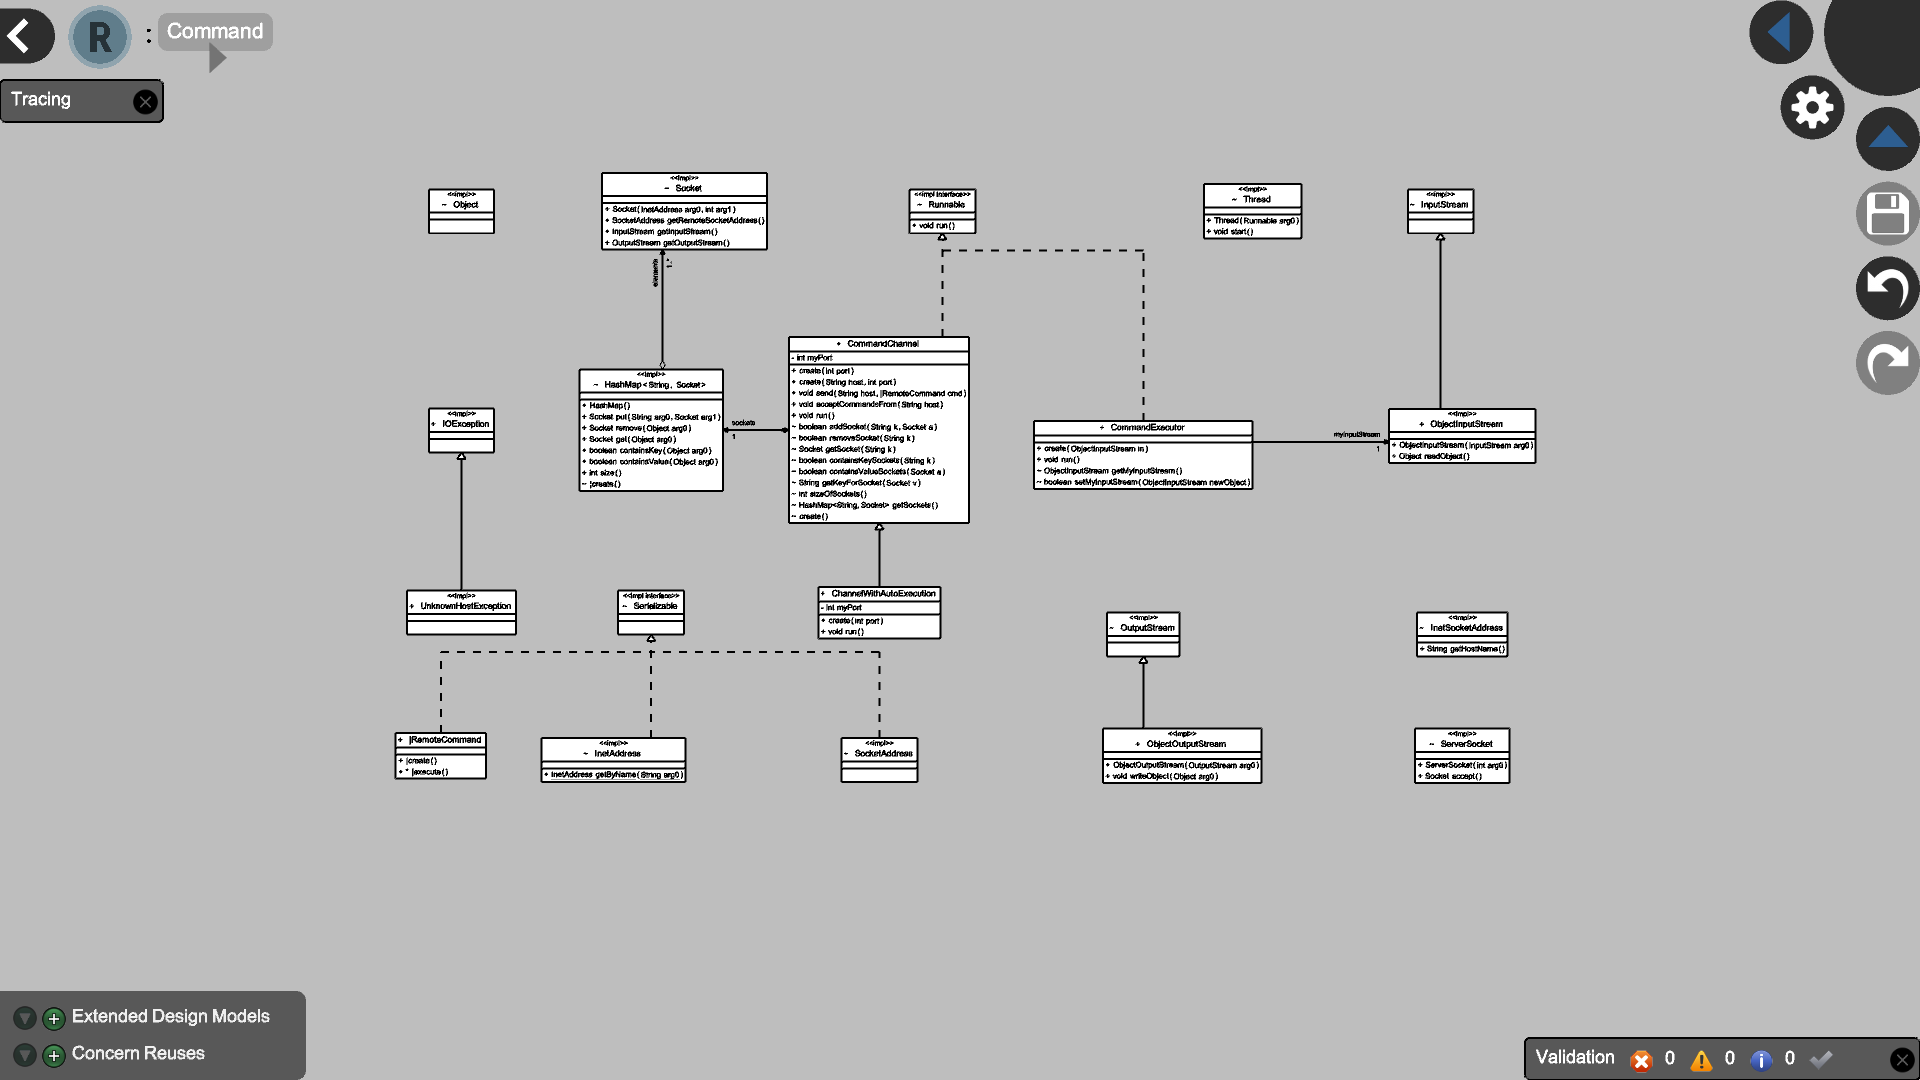 R : Command
Tracing
<<impl>>
~ Object
<<impl>>
~ Socket
+ Socket(InetAddress arg0, int arg1)
+ SocketAddress getRemoteSocketAddress()
+ InputStream getInputStream()
+ OutputStream getOutputStream()
<<impl interface>>
~ Runnable
+ void run()
<<impl>>
~ Thread
+ Thread(Runnable arg0)
+ void start()
<<impl>>
~ InputStream
elements
1..*
+ CommandChannel
- int myPort
+ create(int port)
+ create(String host, int port)
+ void send(String host, |RemoteCommand cmd)
+ void acceptCommandsFrom(String host)
+ void run()
~ boolean addSocket(String k, Socket a)
~ boolean removeSocket(String k)
~ Socket getSocket(String k)
~ boolean containsKeySockets(String k)
~ boolean containsValueSockets(Socket a)
~ String getKeyForSocket(Socket v)
~ int sizeOfSockets()
~ HashMap<String, Socket> getSockets()
~ create()
<<impl>>
~ HashMap<String, Socket>
+ HashMap()
+ Socket put(String arg0, Socket arg1)
+ Socket remove(Object arg0)
+ Socket get(Object arg0)
+ boolean containsKey(Object arg0)
+ boolean containsValue(Object arg0)
+ int size()
~ |create()
sockets
1
<<impl>>
+ IOException
+ CommandExecutor
+ create(ObjectInputStream in)
+ void run()
~ ObjectInputStream getMyInputStream()
~ boolean setMyInputStream(ObjectInputStream newObject)
myInputStream
1
<<impl>>
+ ObjectInputStream
+ ObjectInputStream(InputStream arg0)
+ Object readObject()
<<impl>>
+ UnknownHostException
<<impl interface>>
~ Serializable
+ ChannelWithAutoExecution
- int myPort
+ create(int port)
+ void run()
<<impl>>
~ OutputStream
<<impl>>
~ InetSocketAddress
+ String getHostName()
+ |RemoteCommand
+ |create()
+ * |execute()
<<impl>>
~ InetAddress
+ InetAddress getByName(String arg0)
<<impl>>
~ SocketAddress
<<impl>>
+ ObjectOutputStream
+ ObjectOutputStream(OutputStream arg0)
+ void writeObject(Object arg0)
<<impl>>
~ ServerSocket
+ ServerSocket(int arg0)
+ Socket accept()
Extended Design Models
Concern Reuses
Validation 0 0 0